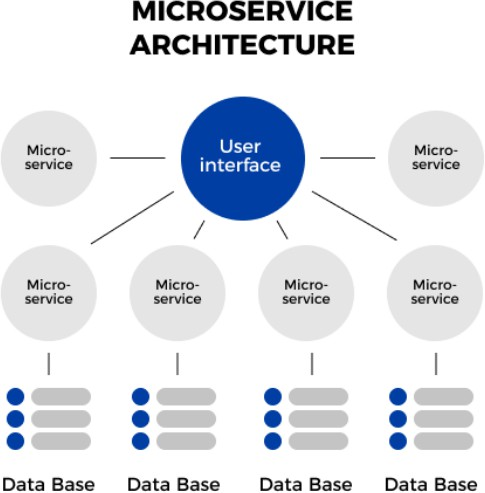 MICROSERVICE
ARCHITECTURE
Micro-
service
User
interface
Micro-
service
Micro-
service
Micro-
service
Micro-
service
Micro-
service
Data Base
Data Base
Data Base
Data Base